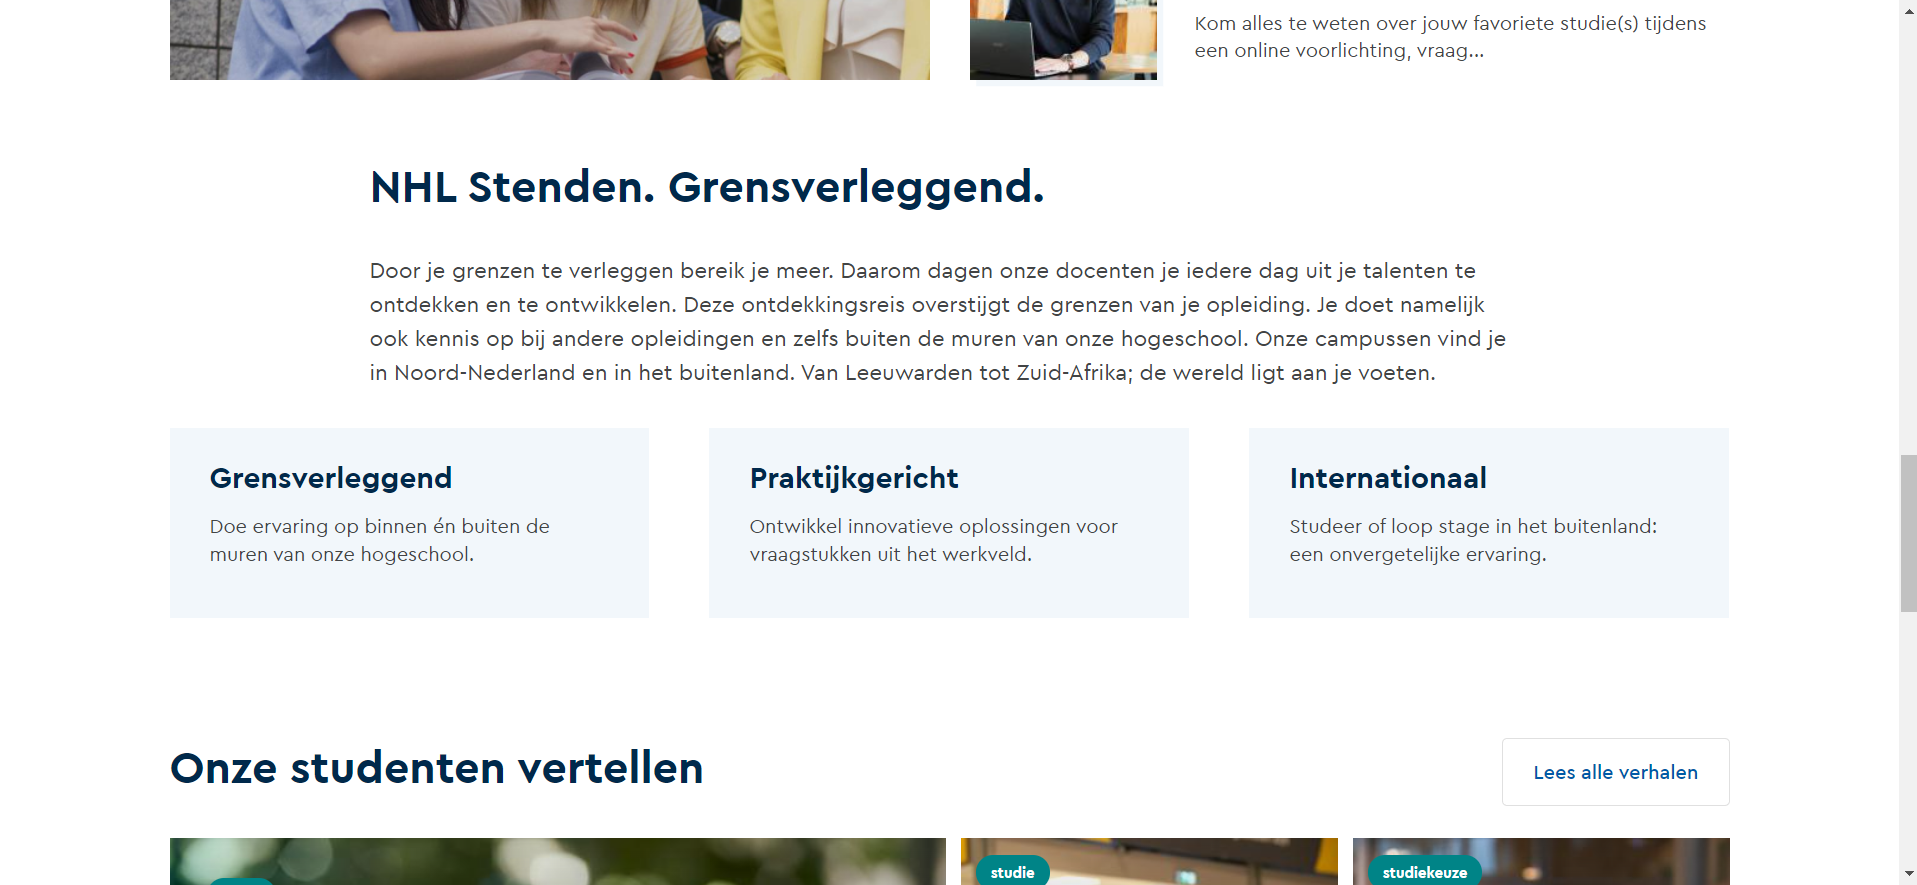 Kom alles te weten over jouw favoriete studie(s) tijdens
een online voorlichting, vraag...
NHL Stenden. Grensverleggend.
Door je grenzen te verleggen bereik je meer. Daarom dagen onze docenten je iedere dag uit je talenten te
ontdekken en te ontwikkelen. Deze ontdekkingsreis overstijgt de grenzen van je opleiding. Je doet namelijk
ook kennis op bij andere opleidingen en zelfs buiten de muren van onze hogeschool. Onze campussen vind je
in Noord-Nederland en in het buitenland. Van Leeuwarden tot Zuid-Afrika; de wereld ligt aan je voeten.
Grensverleggend
Doe ervaring op binnen én buiten de
muren van onze hogeschool.
Praktijkgericht
Ontwikkel innovatieve oplossingen voor
vraagstukken uit het werkveld.
Internationaal
Studeer of loop stage in het buitenland:
een onvergetelijke ervaring.
Onze studenten vertellen
Lees alle verhalen
studie
studiekeuze